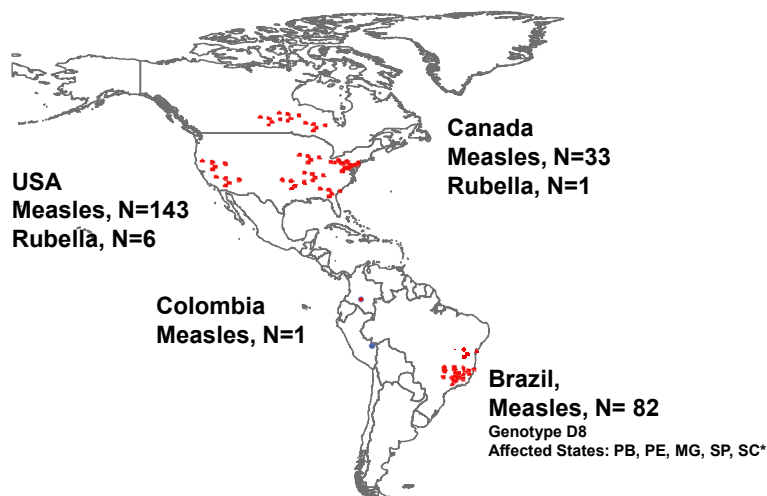 Canada
Measles, N=33
Rubella, N=1
USA
Measles, N=143
Rubella, N=6
Colombia
Measles, N=1
Brazil,
Measles, N= 82
Genotype D8
Affected States: PB, PE, MG, SP, SC*